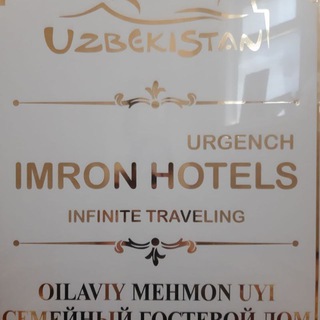 UZBEKISTAN
URGENCH
IMRON HOTELS
INFINITE TRAVELING
OILAVIY MEHMON UYI
СЕМЕЙНЫЙ ГОСТЕВОЙ ДОМ